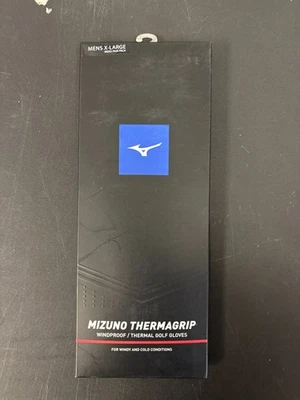 MENS X-LARGE
MIZUNO THERMAGRIP
WINDPROOF / THERMAL GOLF GLOVES
FOR WINDY AND COLD CONDITIONS